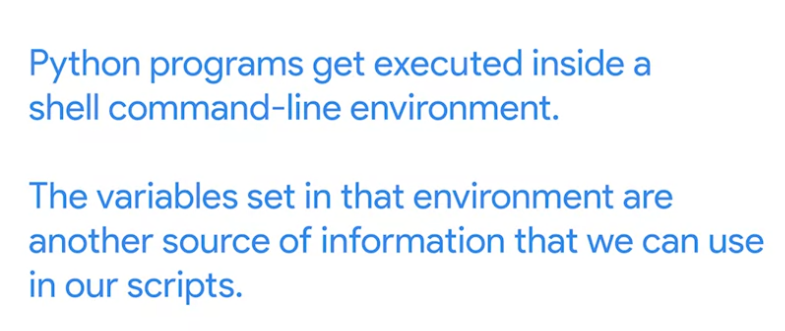 Python programs get executed inside a
shell command-line environment.
The variables set in that environment are
another source of information that we can use
in our scripts.